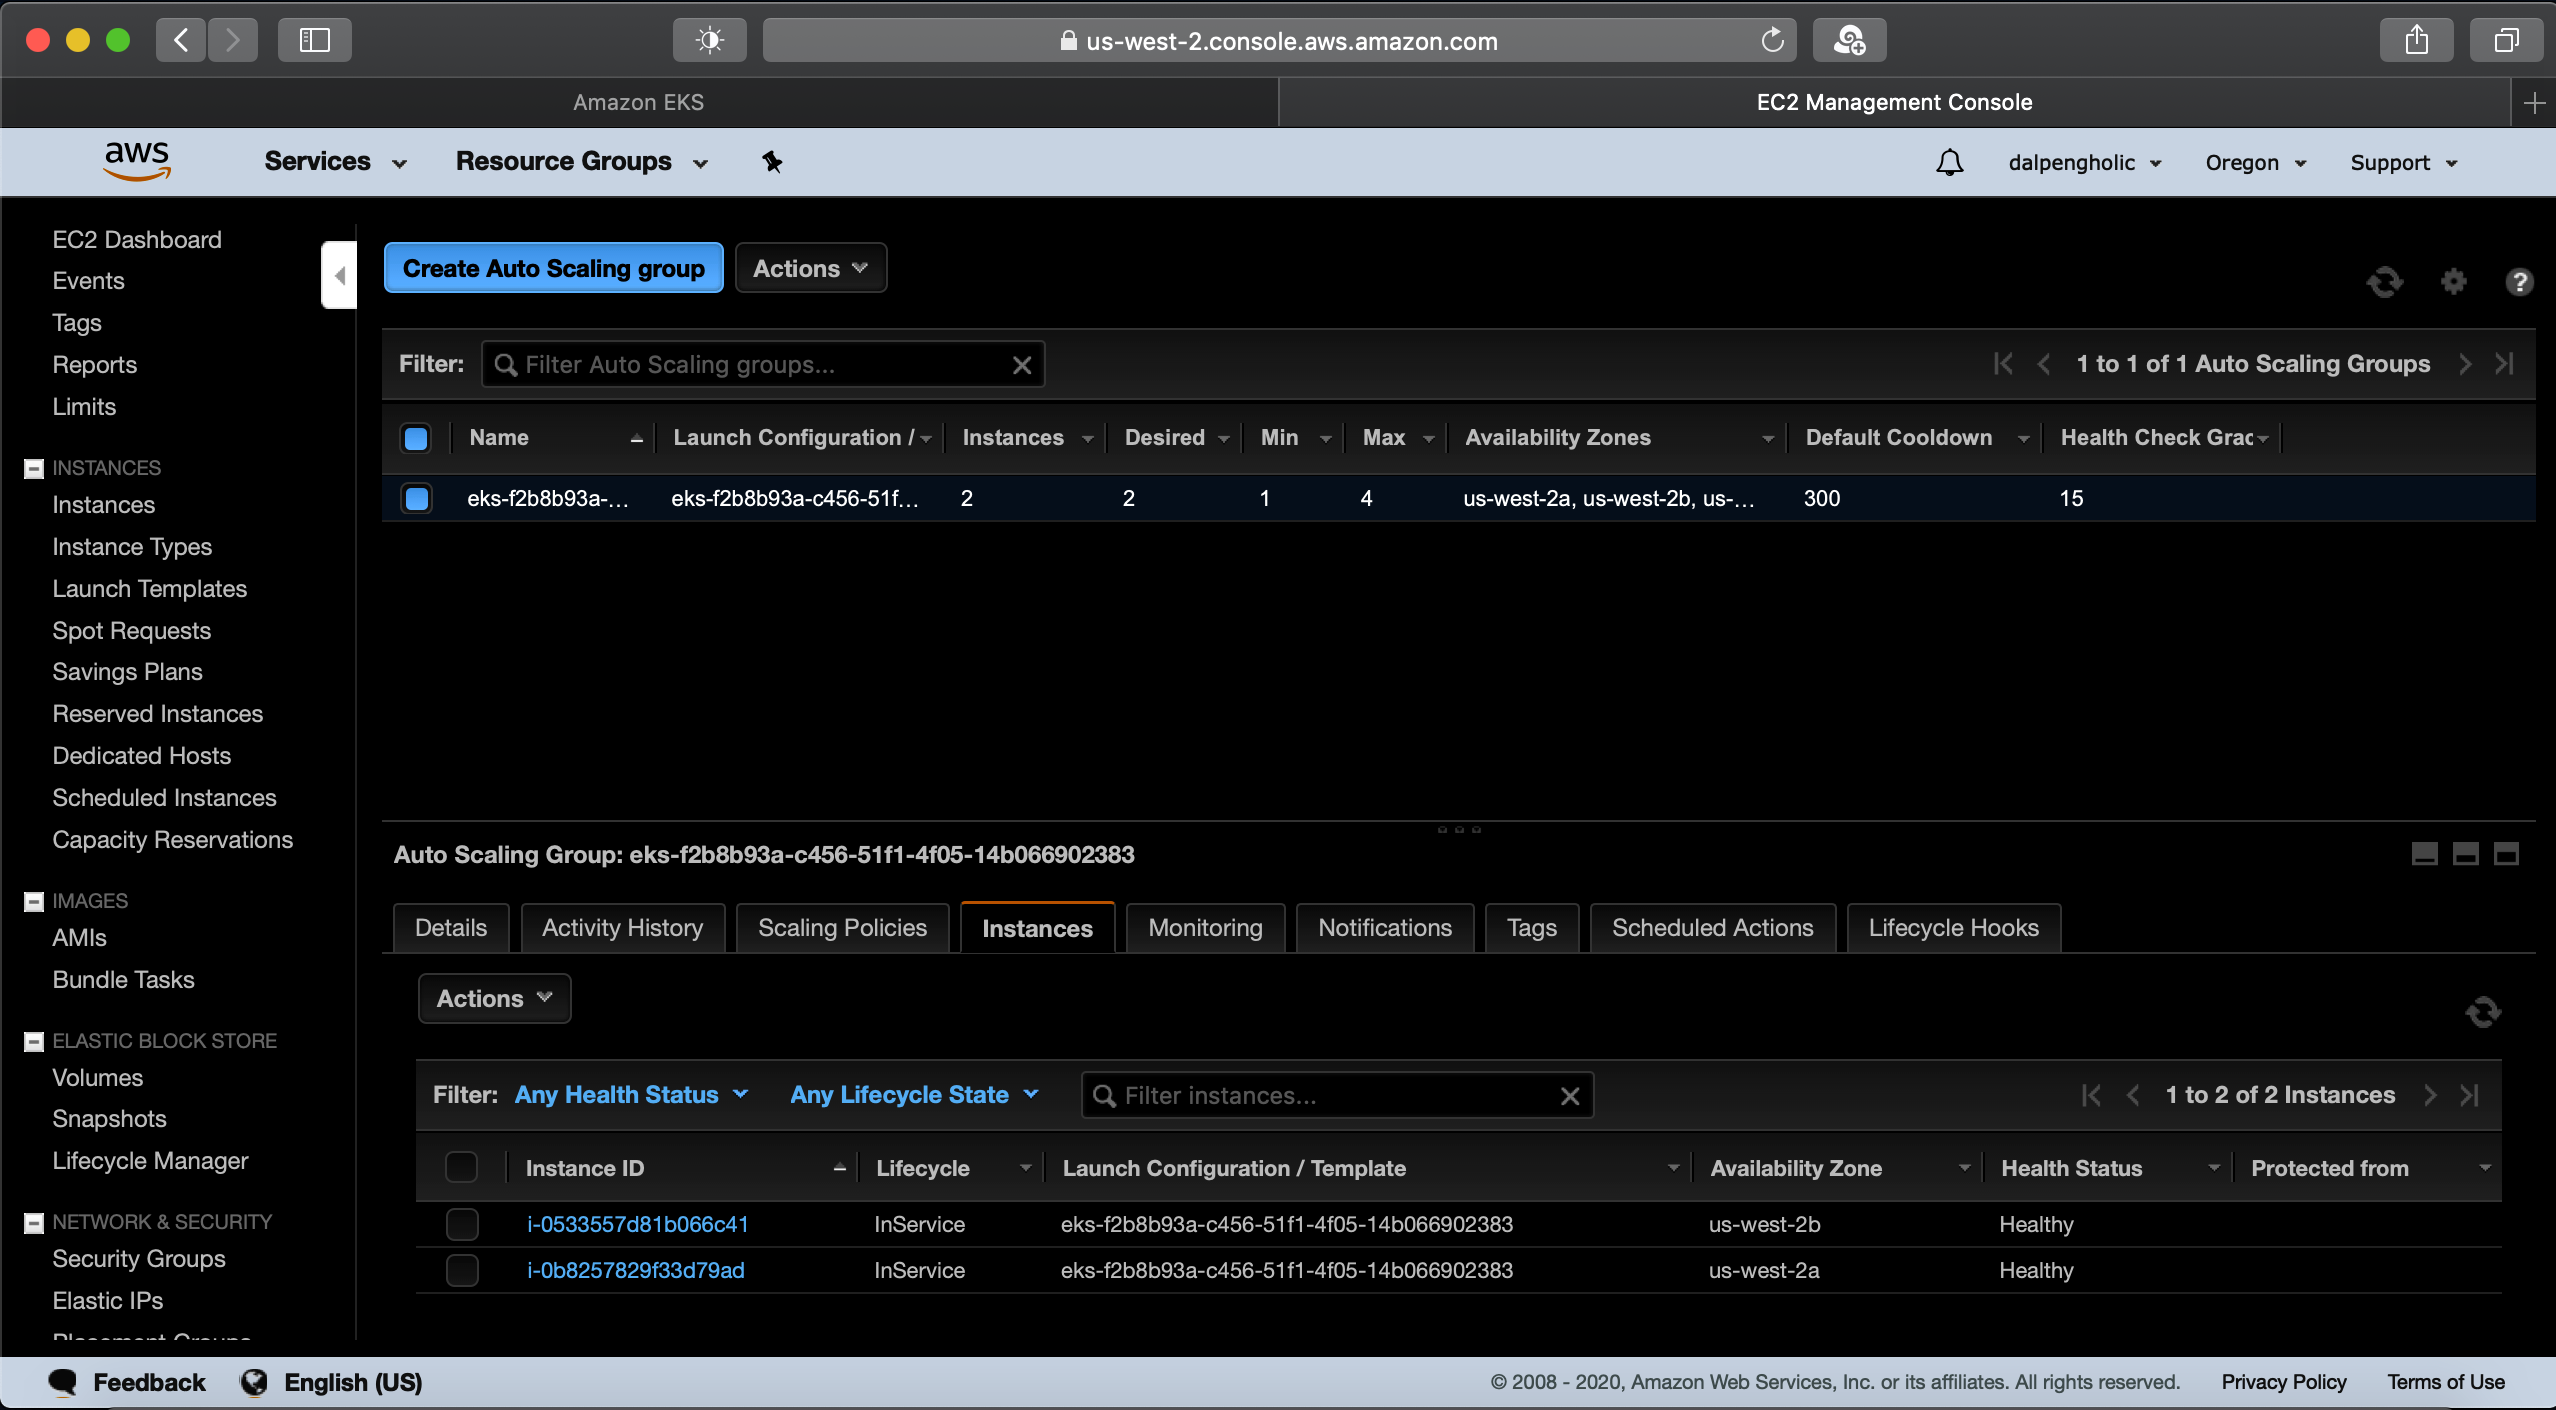 us-west-2.console.aws.amazon.com
Amazon EKS
EC2 Management Console
aws
Services
Resource Groups
dalpengholic
Oregon
Support
EC2 Dashboard
Events
Tags
Reports
Limits
INSTANCES
Instances
Instance Types
Launch Templates
Spot Requests
Savings Plans
Reserved Instances
Dedicated Hosts
Scheduled Instances
Capacity Reservations
IMAGES
AMIs
Bundle Tasks
ELASTIC BLOCK STORE
Volumes
Snapshots
Lifecycle Manager
NETWORK & SECURITY
Security Groups
Elastic IPs
Placement Groups
Create Auto Scaling group
Actions
Filter: Filter Auto Scaling groups...
1 to 1 of 1 Auto Scaling Groups
Name Launch Configuration / Instances Desired Min Max Availability Zones Default Cooldown Health Check Grac
eks-f2b8b93a-... eks-f2b8b93a-c456-51f... 2 2 1 4 us-west-2a, us-west-2b, us-... 300 15
Auto Scaling Group: eks-f2b8b93a-c456-51f1-4f05-14b066902383
Details Activity History Scaling Policies Instances Monitoring Notifications Tags Scheduled Actions Lifecycle Hooks
Actions
Filter: Any Health Status Any Lifecycle State Filter instances... 1 to 2 of 2 Instances
Instance ID Lifecycle Launch Configuration / Template Availability Zone Health Status Protected from
i-0533557d81b066c41 InService eks-f2b8b93a-c456-51f1-4f05-14b066902383 us-west-2b Healthy
i-0b8257829f33d79ad InService eks-f2b8b93a-c456-51f1-4f05-14b066902383 us-west-2a Healthy
Feedback
English (US)
© 2008 - 2020, Amazon Web Services, Inc. or its affiliates. All rights reserved.
Privacy Policy
Terms of Use